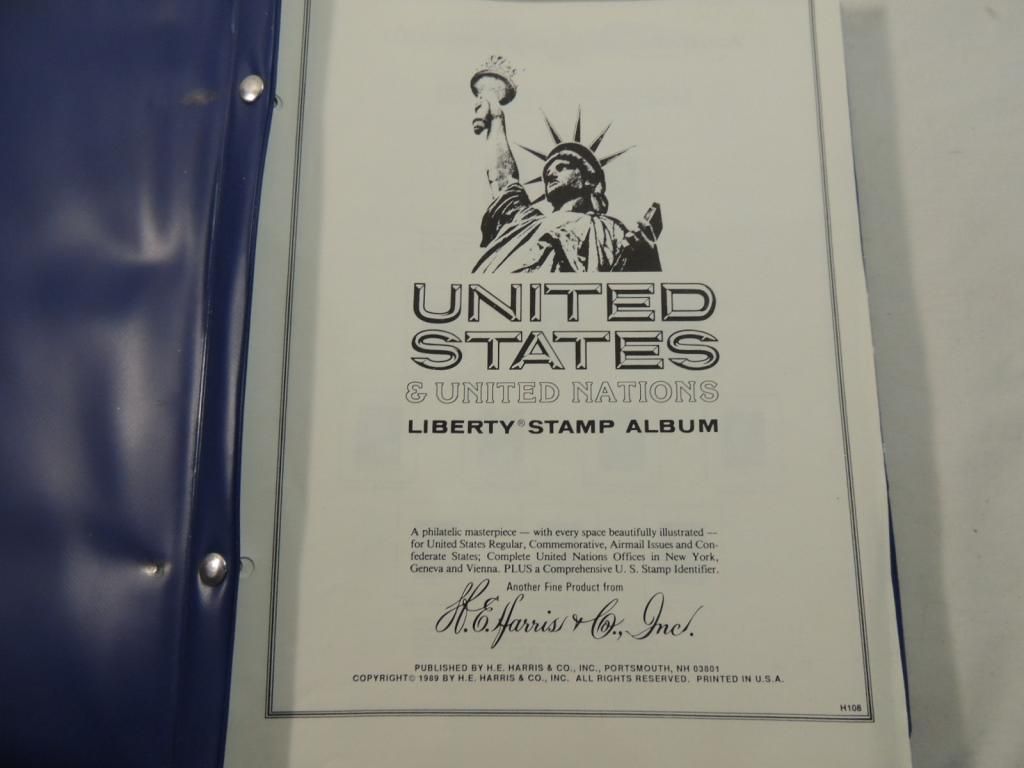 UNITED
STATES
& UNITED NATIONS
LIBERTY® STAMP ALBUM
A philatelic masterpiece — with every space beautifully illustrated —
for United States Regular, Commemorative, Airmail Issues and Con-
federate States; Complete United Nations Offices in New York,
Geneva and Vienna. PLUS a Comprehensive U. S. Stamp Identifier.
Another Fine Product from
H.E. Harris & Co., Inc.
PUBLISHED BY H.E. HARRIS & CO., INC., PORTSMOUTH, NH 03801
COPYRIGHT© 1989 BY H.E. HARRIS & CO., INC. ALL RIGHTS RESERVED. PRINTED IN U.S.A.
H108